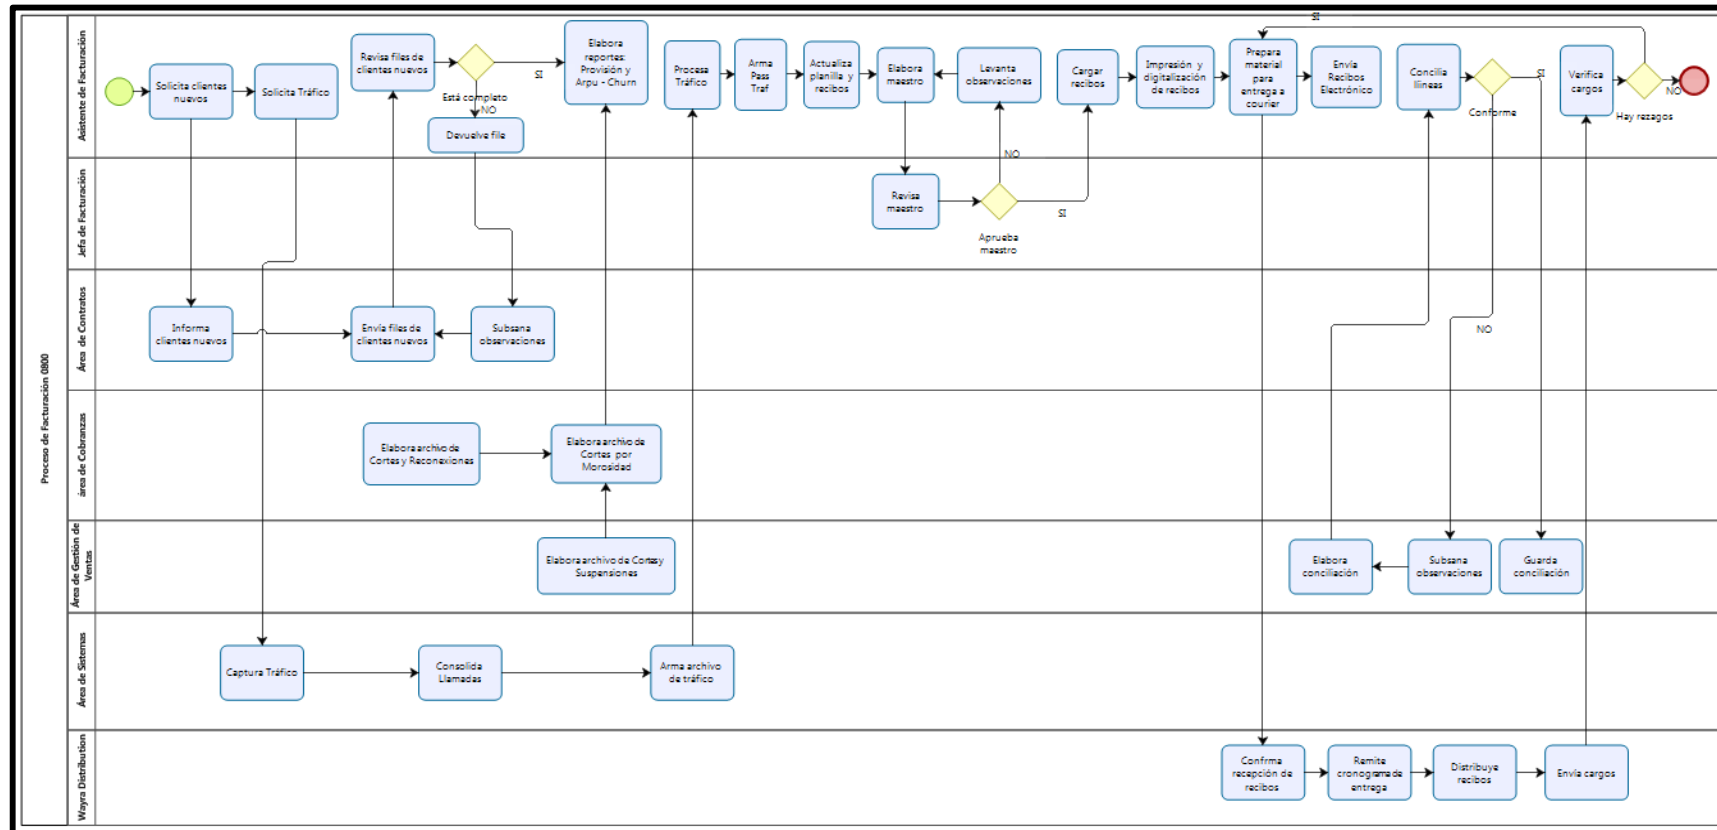 Proceso de Facturación 0800
Asistente de Facturación
Solicita clientes
nuevos
Solicita Tráfico
Revisa files de
clientes nuevos
Está completo
SI
NO
Devuelve file
Elabora
reportes:
Provisión y
Arpu - Churn
Procesa
Tráfico
Arma
Pass
Traf
Actualiza
planilla y
recibos
Elabora
maestro
Levanta
observaciones
Cargar
recibos
Impresión y
digitalización
de recibos
Prepara
material
para
entrega a
courier
Envía
Recibos
Electrónico
Concilia
llineas
Conforme
SI
Verifica
cargos
SI
NO
Hay rezagos
Jefa de Facturación
Revisa
maestro
NO
SI
Aprueba
maestro
Área de Contratos
Informa
clientes nuevos
Envía files de
clientes nuevos
Subsana
observaciones
NO
área de Cobranzas
Elabora archivo de
Cortes y Reconexiones
Elabora archivo de
Cortes por
Morosidad
Área de Gestión de
Ventas
Elabora archivo de Cortes y
Suspensiones
Elabora
conciliación
Subsana
observaciones
Guarda
conciliación
Área de Sistemas
Captura Tráfico
Consolida
Llamadas
Arma archivo
de tráfico
Wayra Distribution
Confrma
recepción de
recibos
Remite
cronograma de
entrega
Distribuye
recibos
Envía cargos